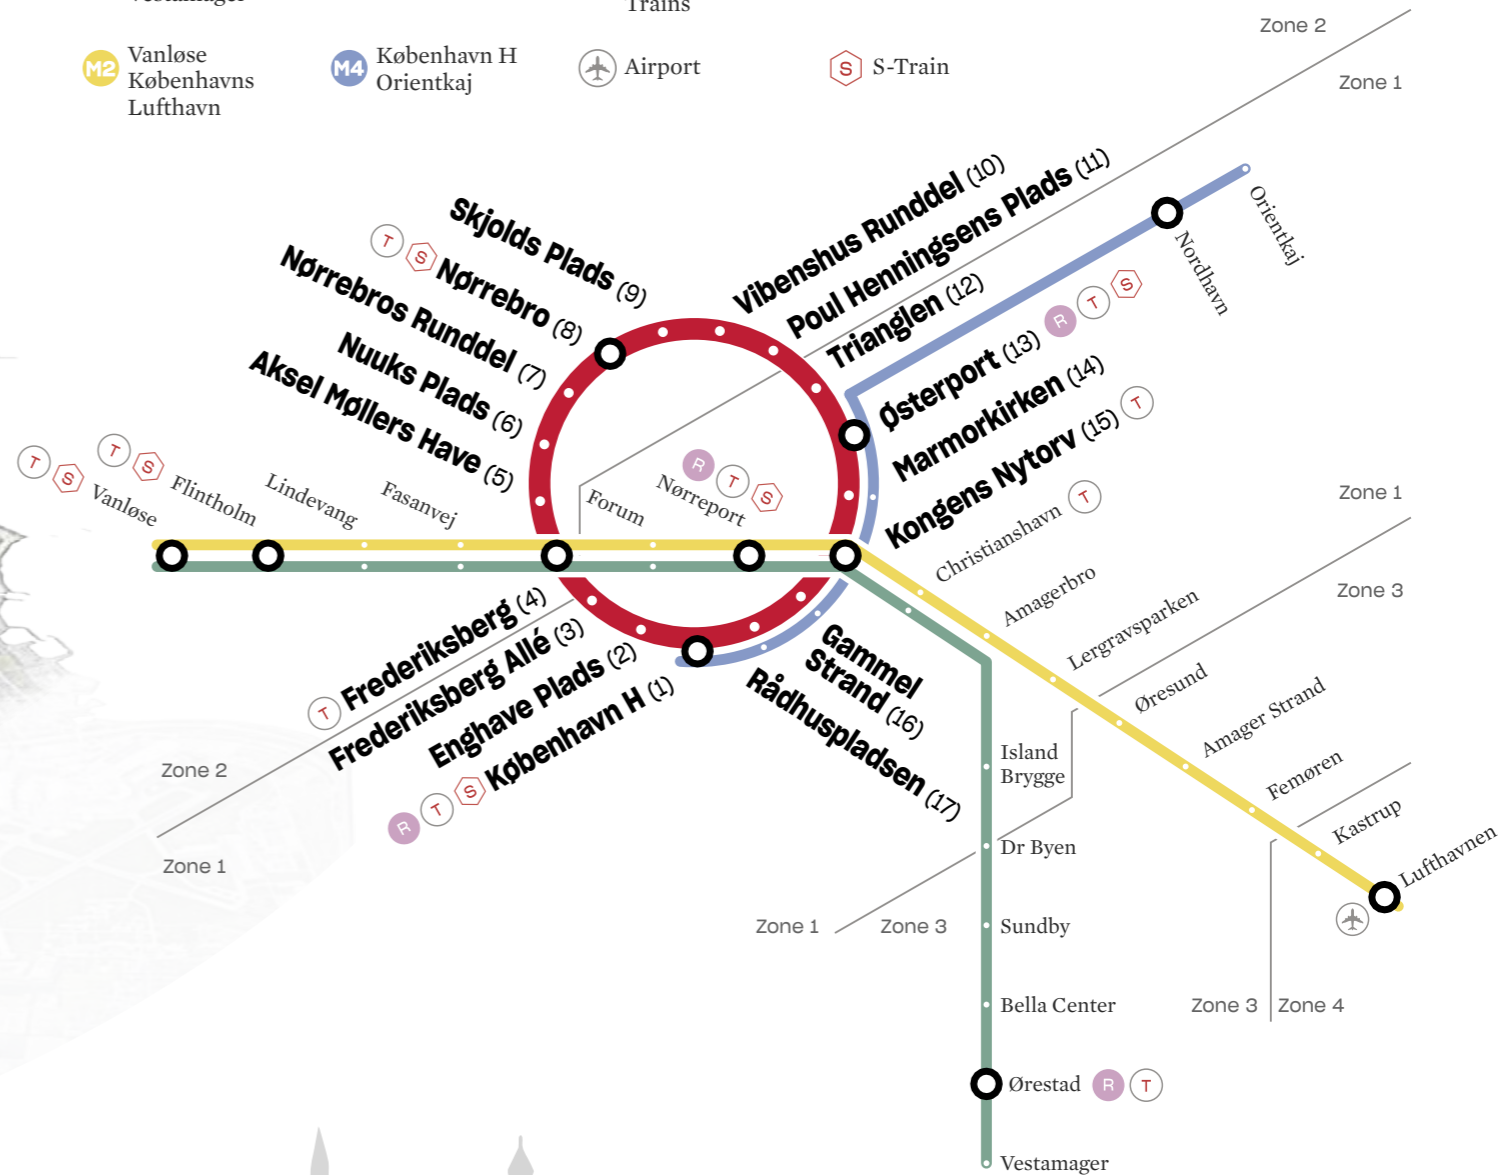 Vestamager
Trains
M2
Vanløse
Københavns
Lufthavn
M4
København H
Orientkaj
Airport
S
S-Train
Zone 2
Zone 1
Vibenshus Runddel (10)
Poul Henningsens Plads (11)
Trianglen (12)
Orientkaj
Nordhavn
Skjolds Plads (9)
T S Nørrebro (8)
Nørrebros Runddel (7)
Nuuks Plads (6)
Aksel Møllers Have (5)
Østerport (13) R T S
Marmorkirken (14)
Kongens Nytorv (15) T
T S Vanløse
T S Flintholm
Lindevang
Fasanvej
Forum
R T S
Nørreport
Christianshavn T
Zone 1
Zone 3
Amagerbro
Lergravsparken
Øresund
Amager Strand
Femøren
Kastrup
Lufthavnen
T Frederiksberg (4)
Frederiksberg Allé (3)
Enghave Plads (2)
R T S København H (1)
Gammel
Strand (16)
Rådhuspladsen (17)
Zone 2
Zone 1
Island
Brygge
Dr Byen
Zone 1
Zone 3
Sundby
Bella Center
Zone 3
Zone 4
Ørestad R T
Vestamager